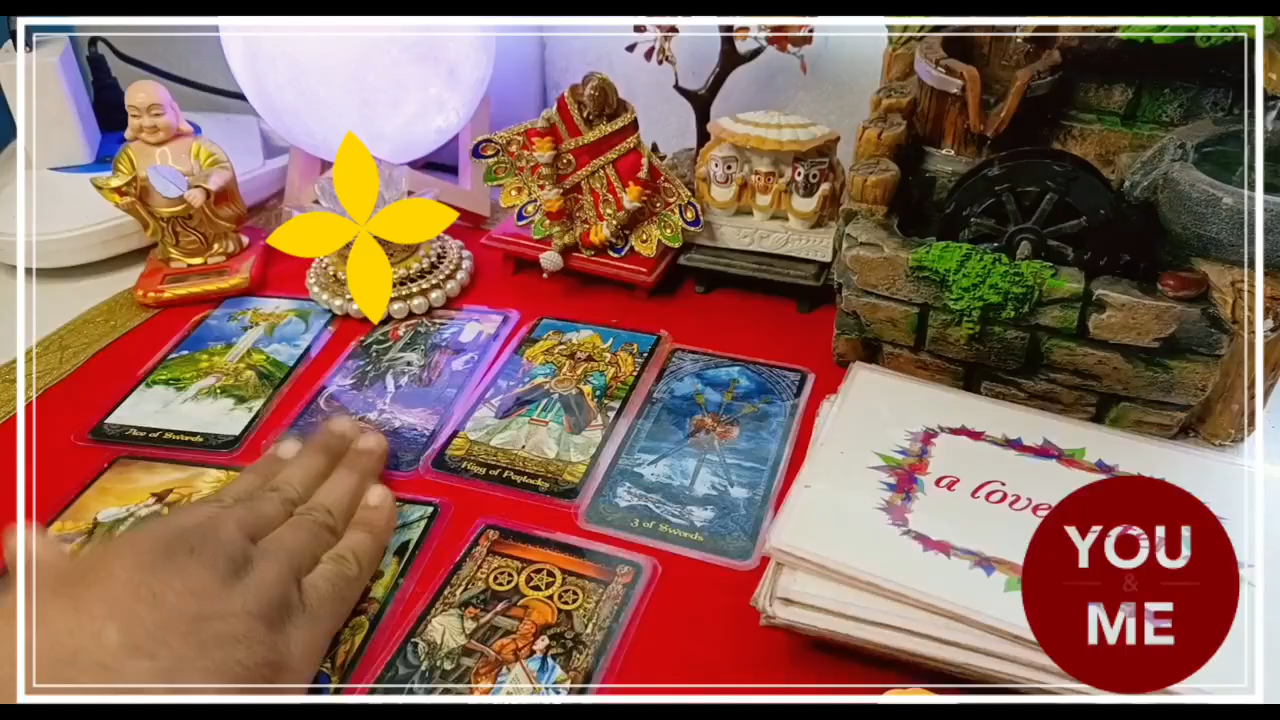 Ace of Swords
King of Pentacles
3 of Swords
a love
YOU
&
ME